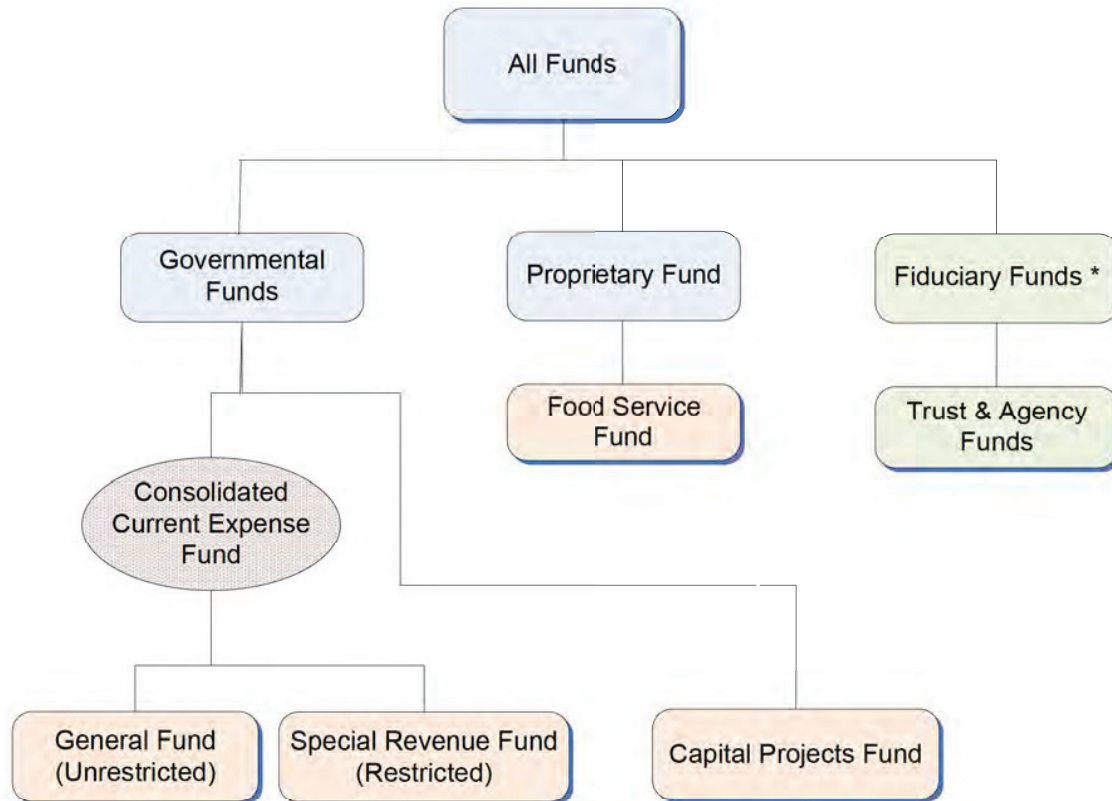 All Funds
Governmental
Funds
Proprietary Fund
Fiduciary Funds *
Food Service
Fund
Trust & Agency
Funds
Consolidated
Current Expense
Fund
General Fund
(Unrestricted)
Special Revenue Fund
(Restricted)
Capital Projects Fund